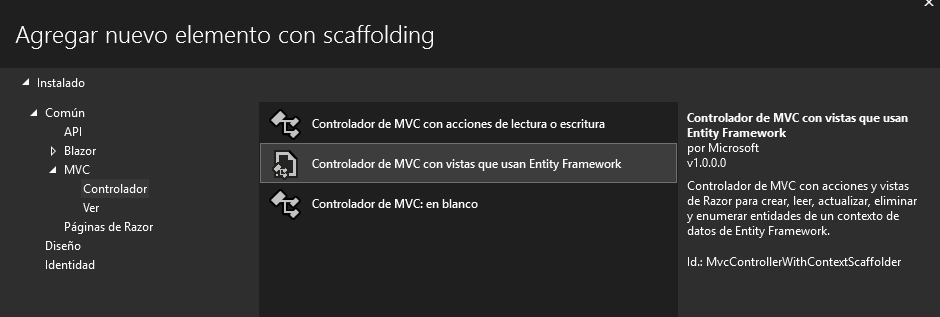 Agregar nuevo elemento con scaffolding
Instalado
Común
API
Blazor
MVC
Controlador
Ver
Páginas de Razor
Diseño
Identidad
Controlador de MVC con acciones de lectura o escritura
Controlador de MVC con vistas que usan Entity Framework
Controlador de MVC: en blanco
Controlador de MVC con vistas que usan
Entity Framework
por Microsoft
v1.0.0.0
Controlador de MVC con acciones y vistas
de Razor para crear, leer, actualizar, eliminar
y enumerar entidades de un contexto de
datos de Entity Framework.
Id.: MvcControllerWithContextScaffolder